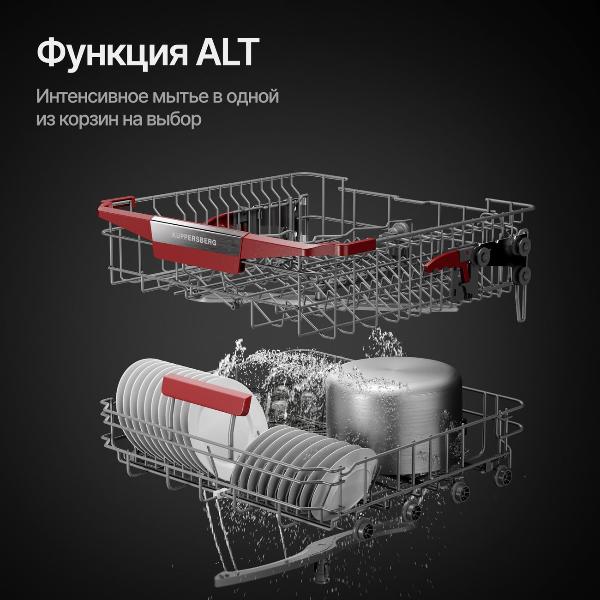 Функция ALT
Интенсивное мытье в одной
из корзин на выбор
KUPPERSBERG